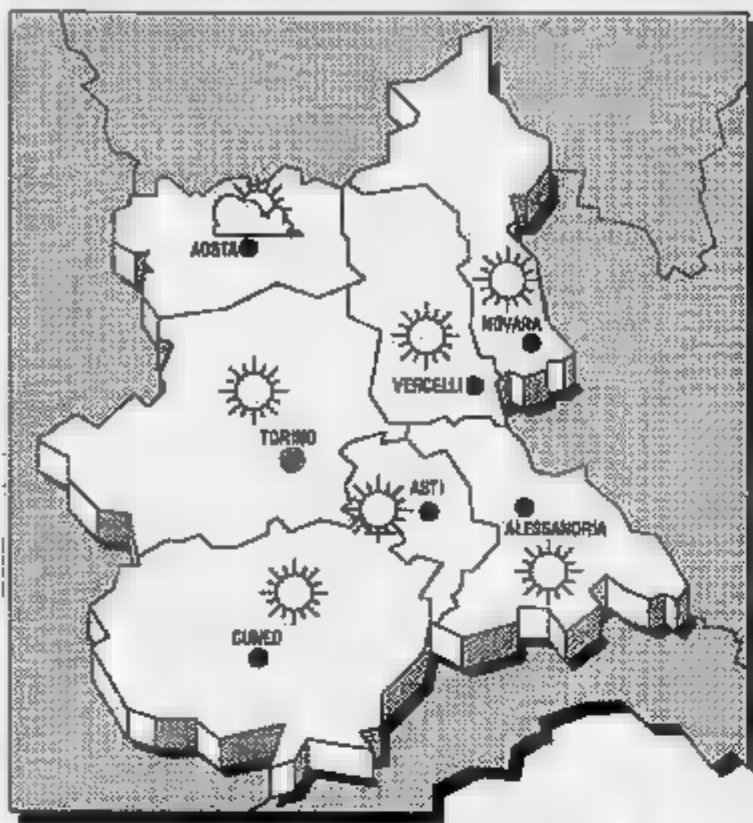 AOSTA
NOVARA
VERCELLI
TORINO
ASTI
ALESSANDRIA
CUNEO